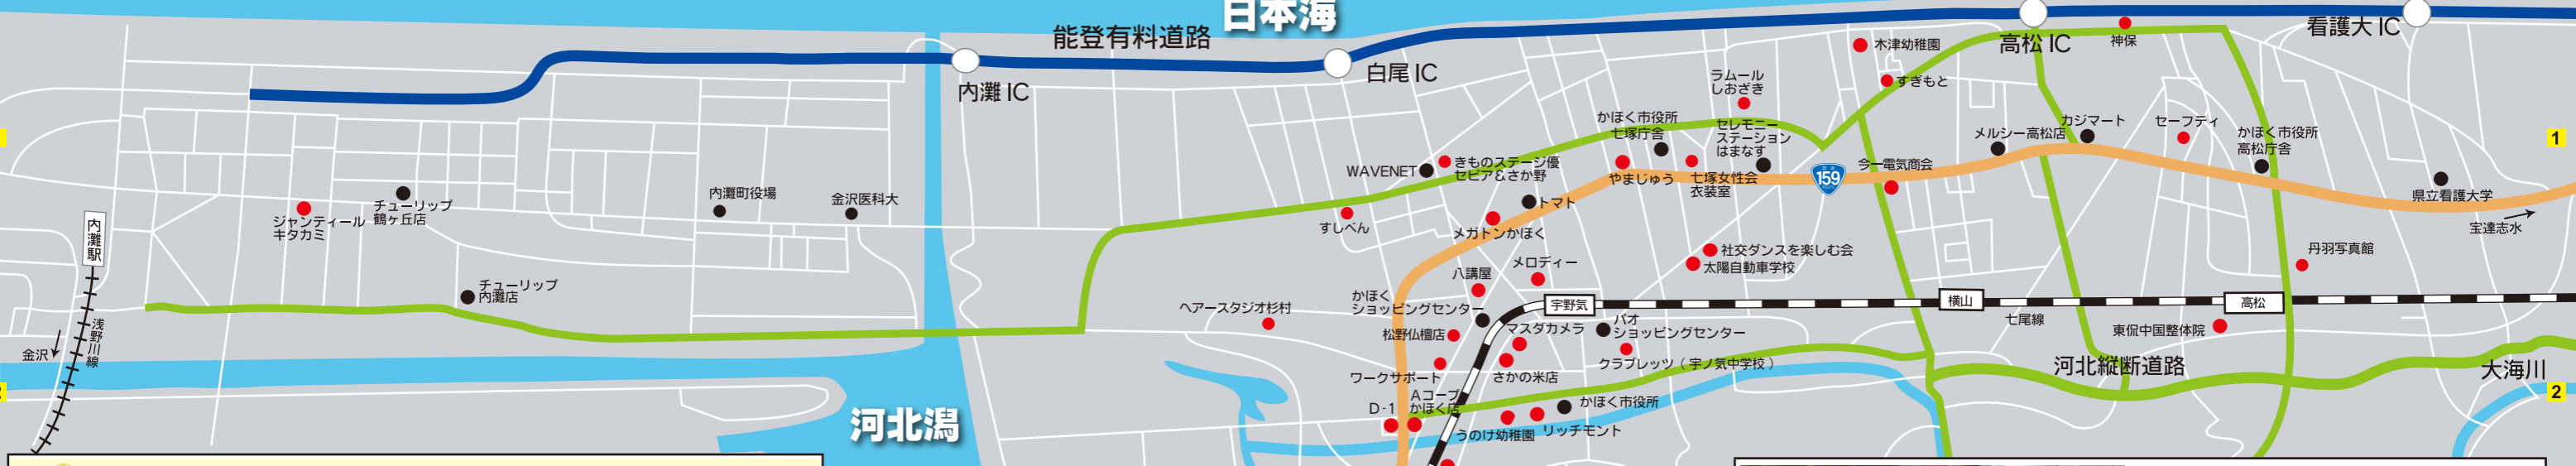 日本海
能登有料道路
内灘 IC
白尾 IC
高松 IC
看護大 IC
神保
木津幼稚園
すぎもと
ラムール
しおざき
かほく市役所
七塚庁舎
セレモニー
ステーション
はまなす
メルシー高松店
カジマート
セーフティ
かほく市役所
高松庁舎
県立看護大学
宝達志水
1
1
WAVENET
きものステージ優
セピア＆さか野
やまじゅう
七塚女性会
衣装室
159
今一電気商会
ジャンティール
キタカミ
チューリップ
鶴ヶ丘店
内灘町役場
金沢医科大
内灘駅
すしべん
メガトンかほく
トマト
社交ダンスを楽しむ会
太陽自動車学校
丹羽写真館
チューリップ
内灘店
浅野川線
金沢
ヘアースタジオ杉村
八講屋
メロディー
かほく
ショッピングセンター
宇野気
横山
高松
七尾線
松野仏檀店
マスダカメラ
パオ
ショッピングセンター
東侃中国整体院
ワークサポート
さかの米店
クラブレッツ（宇ノ気中学校）
河北縦断道路
大海川
河北潟
D-1
Aコープ
かほく店
うのけ幼稚園
リッチモント
かほく市役所
2
2